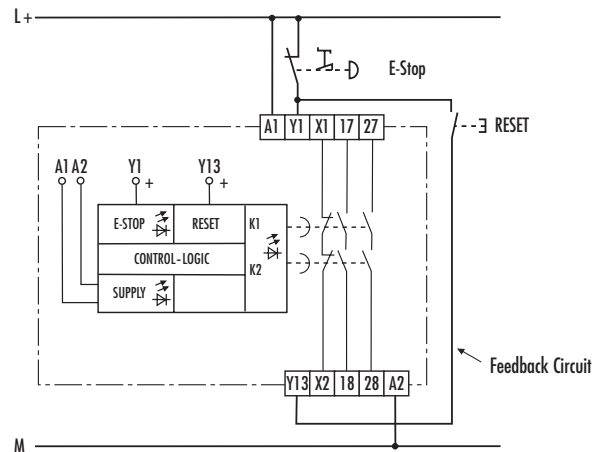 L+
E-Stop
A1 Y1 X1 17 27
RESET
A1 A2 Y1 Y13
+ +
E-STOP RESET K1
CONTROL-LOGIC
K2
SUPPLY
Feedback Circuit
Y13 X2 18 28 A2
M